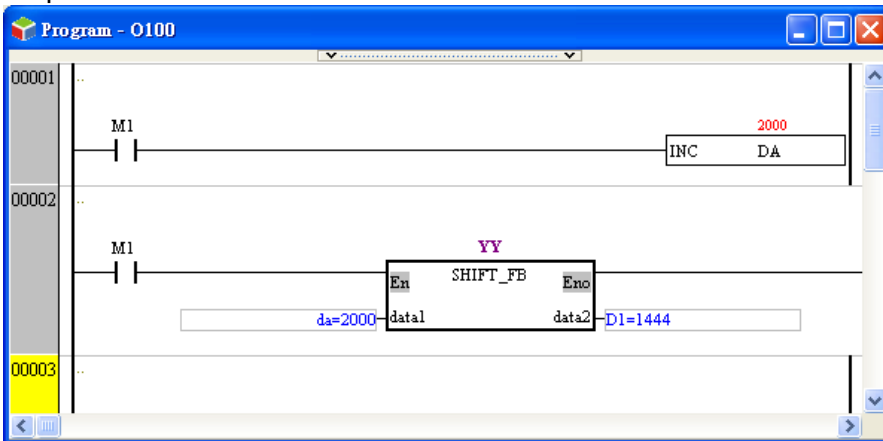 Program - O100
00001
M1
2000
INC DA
00002
M1
YY
En SHIFT_FB Eno
da=2000 data1 data2 D1=1444
00003